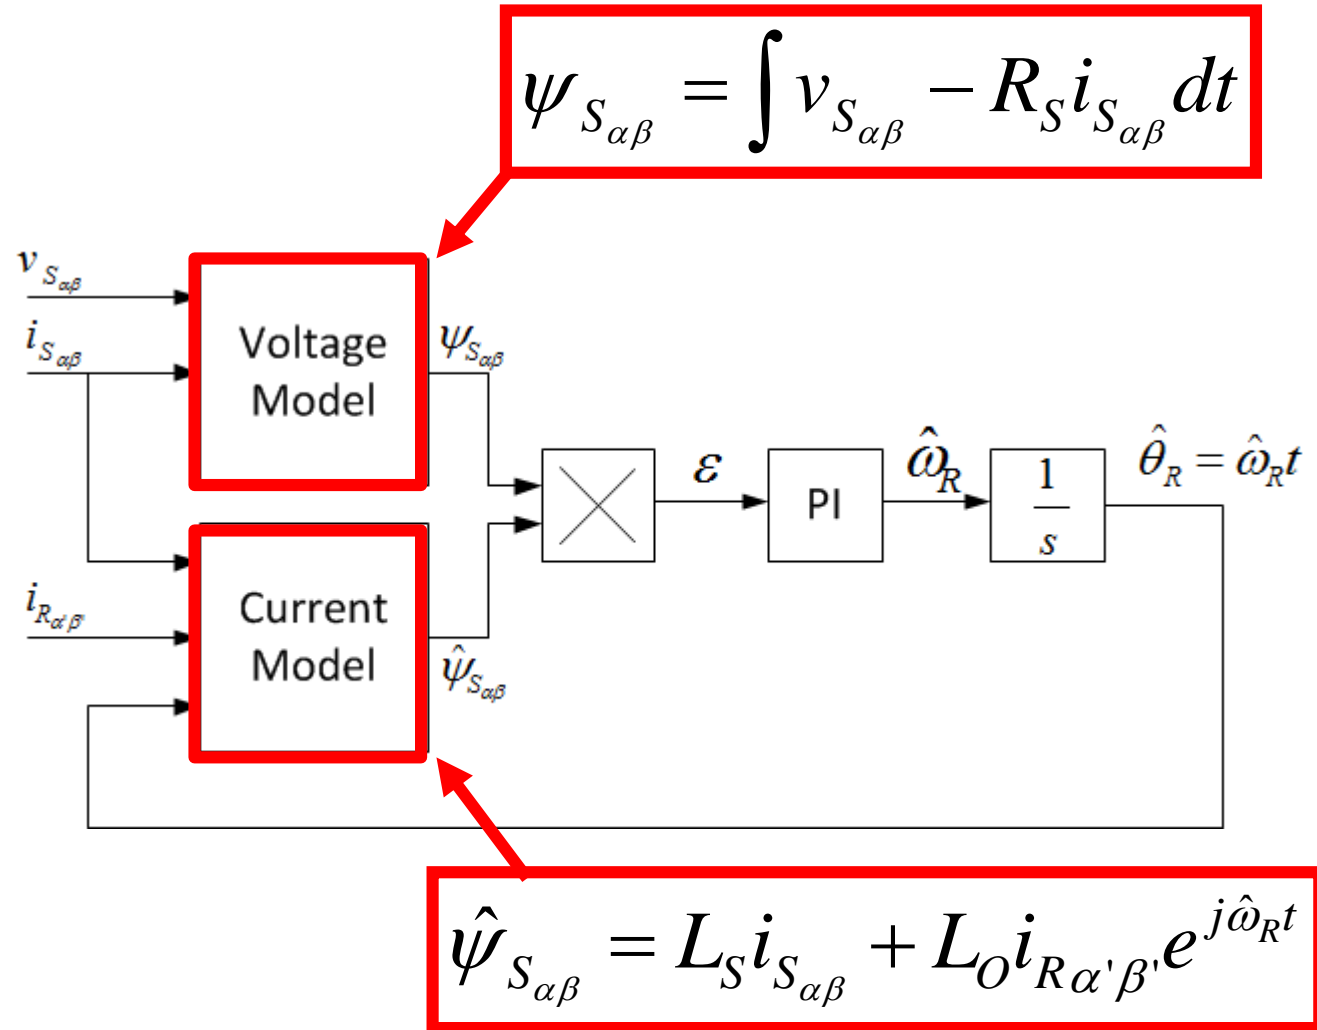 ψ_{S_{αβ}} = ∫ v_{S_{αβ}} − R_S i_{S_{αβ}} dt
v_{S_{αβ}}
i_{S_{αβ}}
Voltage
Model
ψ_{S_{αβ}}
ε
PI
ω̂_R
1
s
θ̂_R = ω̂_R t
i_{R_{α'β'}}
Current
Model
ψ̂_{S_{αβ}}
ψ̂_{S_{αβ}} = L_S i_{S_{αβ}} + L_O i_{Rα'β'} e^{jω̂_R t}